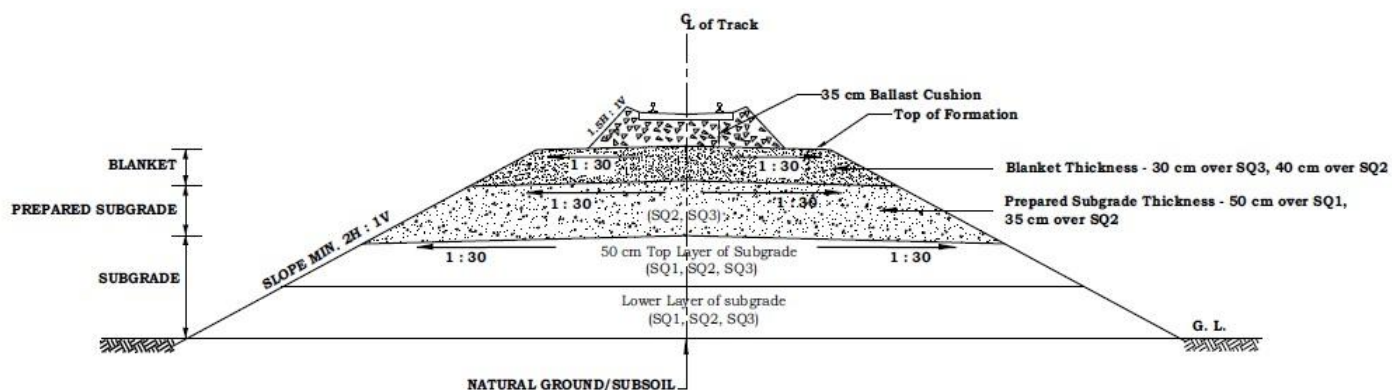 ℄ of Track
35 cm Ballast Cushion
1.5H : 1V
Top of Formation
BLANKET
1 : 30
1 : 30
Blanket Thickness - 30 cm over SQ3, 40 cm over SQ2
PREPARED SUBGRADE
1 : 30
1 : 30
Prepared Subgrade Thickness - 50 cm over SQ1,
35 cm over SQ2
(SQ2, SQ3)
SLOPE MIN. 2H : 1V
SUBGRADE
1 : 30
50 cm Top Layer of Subgrade
1 : 30
(SQ1, SQ2, SQ3)
Lower Layer of subgrade
(SQ1, SQ2, SQ3)
G. L.
NATURAL GROUND/SUBSOIL